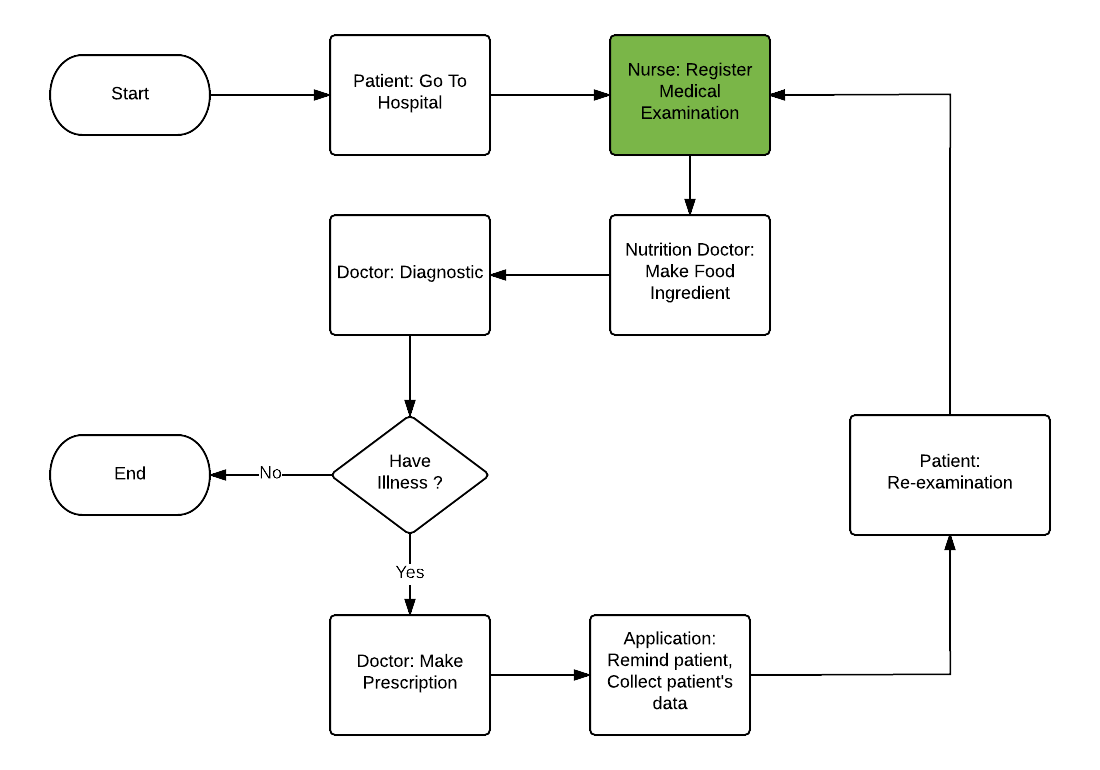 Start
Patient: Go To
Hospital
Nurse: Register
Medical
Examination
Doctor: Diagnostic
Nutrition Doctor:
Make Food
Ingredient
End
No
Have
Illness ?
Patient:
Re-examination
Yes
Doctor: Make
Prescription
Application:
Remind patient,
Collect patient's
data